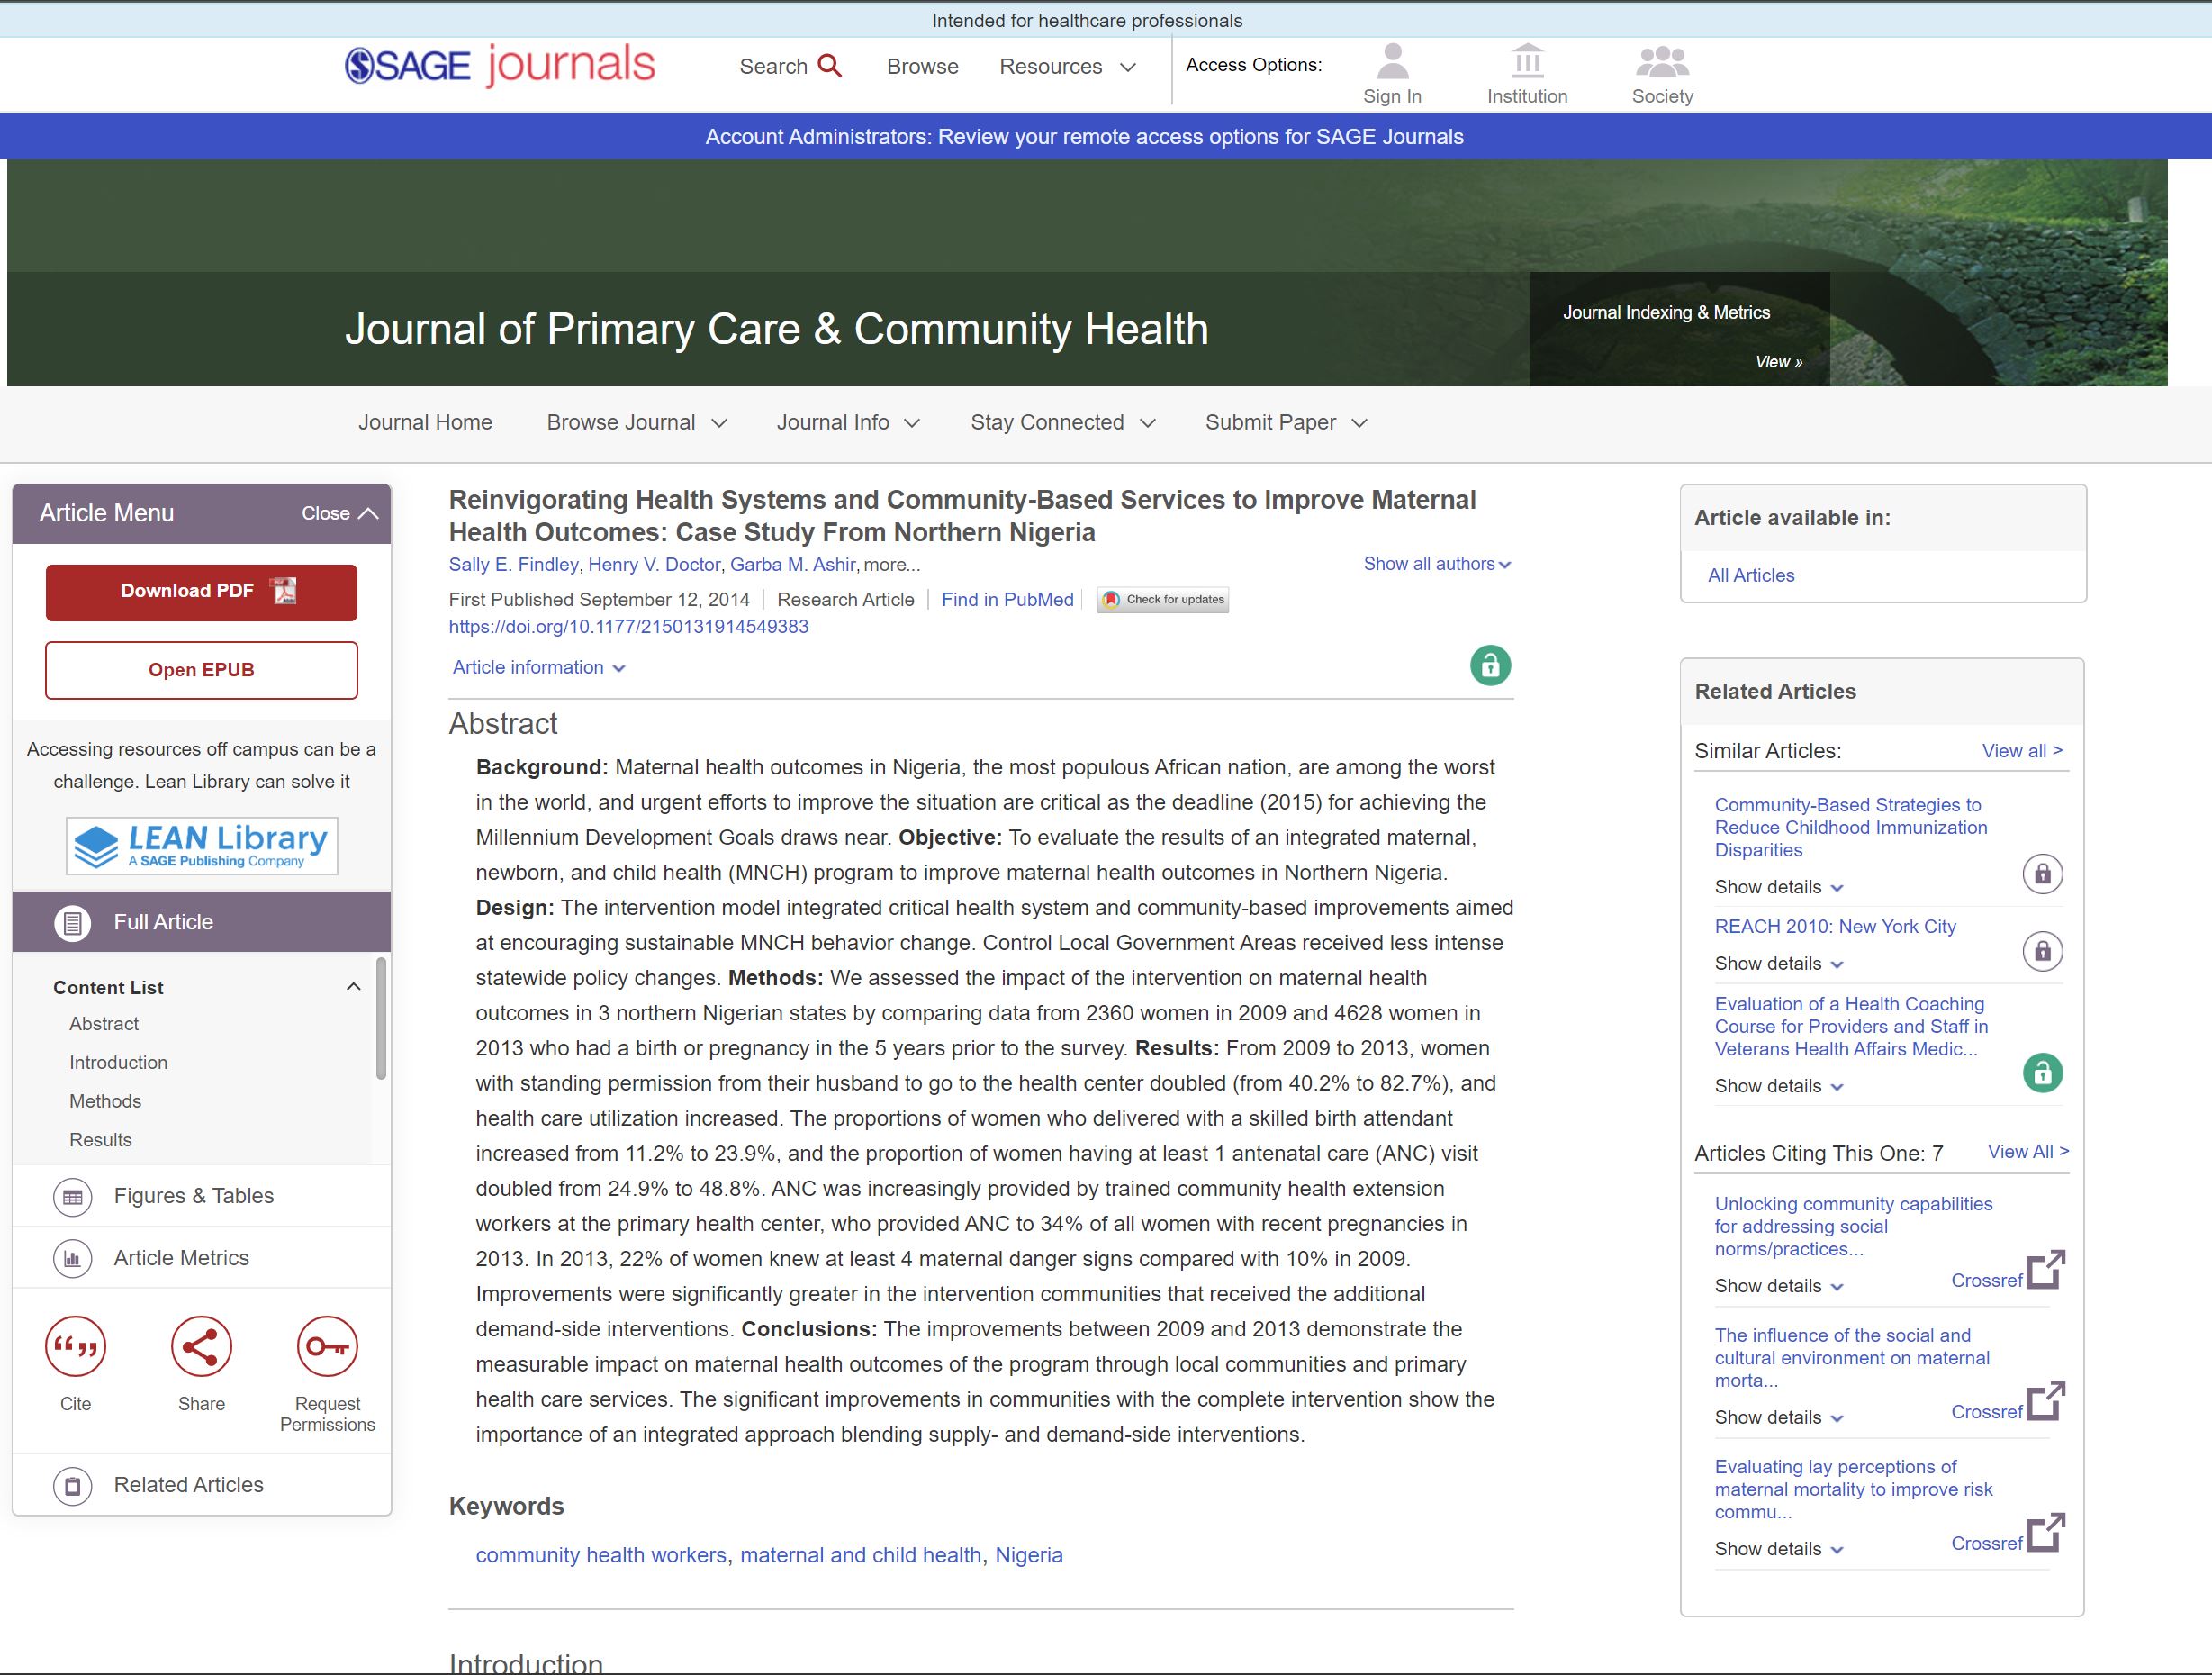 Intended for healthcare professionals
SAGE journals
Search
Browse
Resources
Access Options:
Sign In
Institution
Society
Account Administrators: Review your remote access options for SAGE Journals
Journal of Primary Care & Community Health
Journal Indexing & Metrics
View »
Journal Home
Browse Journal
Journal Info
Stay Connected
Submit Paper
Article Menu
Close
Download PDF
Open EPUB
Accessing resources off campus can be a
challenge. Lean Library can solve it
LEAN Library
A SAGE Publishing Company
Full Article
Content List
Abstract
Introduction
Methods
Results
Figures & Tables
Article Metrics
Cite
Share
Request
Permissions
Related Articles
Reinvigorating Health Systems and Community-Based Services to Improve Maternal
Health Outcomes: Case Study From Northern Nigeria
Sally E. Findley, Henry V. Doctor, Garba M. Ashir, more...
Show all authors
First Published September 12, 2014 | Research Article | Find in PubMed | Check for updates
https://doi.org/10.1177/2150131914549383
Article information
Abstract
Background: Maternal health outcomes in Nigeria, the most populous African nation, are among the worst
in the world, and urgent efforts to improve the situation are critical as the deadline (2015) for achieving the
Millennium Development Goals draws near. Objective: To evaluate the results of an integrated maternal,
newborn, and child health (MNCH) program to improve maternal health outcomes in Northern Nigeria.
Design: The intervention model integrated critical health system and community-based improvements aimed
at encouraging sustainable MNCH behavior change. Control Local Government Areas received less intense
statewide policy changes. Methods: We assessed the impact of the intervention on maternal health
outcomes in 3 northern Nigerian states by comparing data from 2360 women in 2009 and 4628 women in
2013 who had a birth or pregnancy in the 5 years prior to the survey. Results: From 2009 to 2013, women
with standing permission from their husband to go to the health center doubled (from 40.2% to 82.7%), and
health care utilization increased. The proportions of women who delivered with a skilled birth attendant
increased from 11.2% to 23.9%, and the proportion of women having at least 1 antenatal care (ANC) visit
doubled from 24.9% to 48.8%. ANC was increasingly provided by trained community health extension
workers at the primary health center, who provided ANC to 34% of all women with recent pregnancies in
2013. In 2013, 22% of women knew at least 4 maternal danger signs compared with 10% in 2009.
Improvements were significantly greater in the intervention communities that received the additional
demand-side interventions. Conclusions: The improvements between 2009 and 2013 demonstrate the
measurable impact on maternal health outcomes of the program through local communities and primary
health care services. The significant improvements in communities with the complete intervention show the
importance of an integrated approach blending supply- and demand-side interventions.
Keywords
community health workers, maternal and child health, Nigeria
Introduction
Article available in:
All Articles
Related Articles
Similar Articles:
View all >
Community-Based Strategies to
Reduce Childhood Immunization
Disparities
Show details
REACH 2010: New York City
Show details
Evaluation of a Health Coaching
Course for Providers and Staff in
Veterans Health Affairs Medic...
Show details
Articles Citing This One: 7
View All >
Unlocking community capabilities
for addressing social
norms/practices...
Show details
Crossref
The influence of the social and
cultural environment on maternal
morta...
Show details
Crossref
Evaluating lay perceptions of
maternal mortality to improve risk
commu...
Show details
Crossref